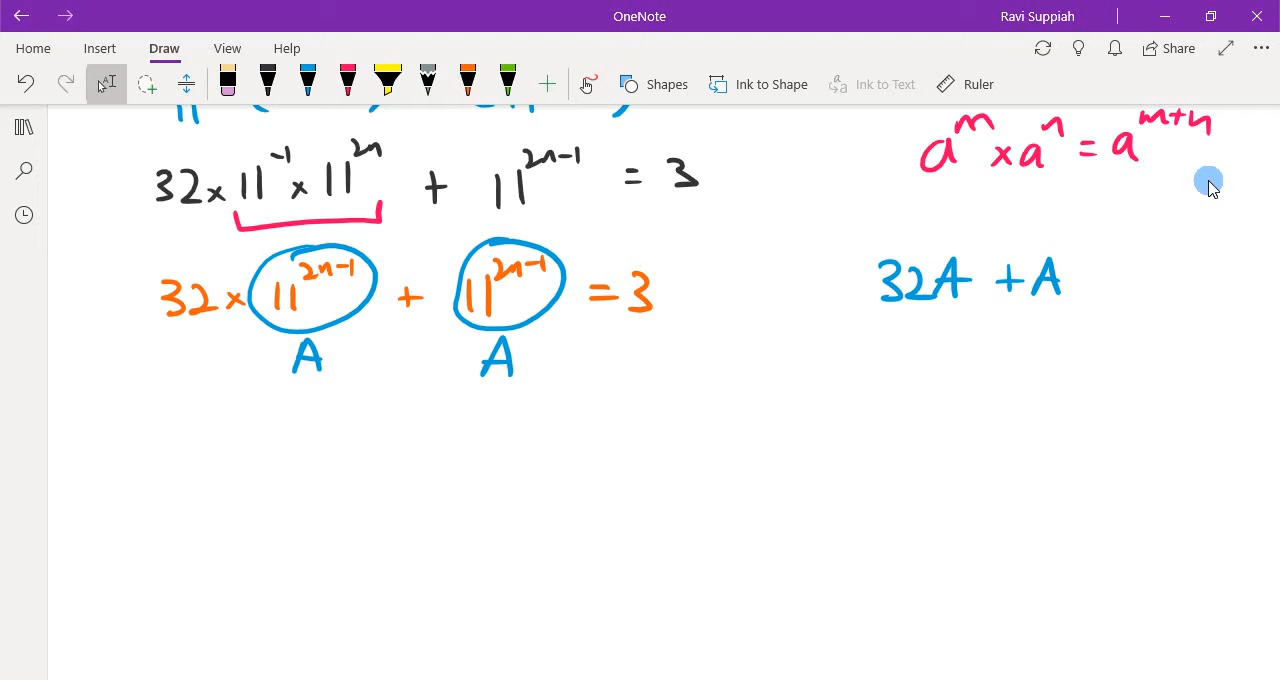 OneNote
Ravi Suppiah
Home Insert Draw View Help
Share
Shapes Ink to Shape Ink to Text Ruler
a^m × a^n = a^{m+n}
32 × 11^{-1} × 11^{2n} + 11^{2n-1} = 3
32 × 11^{2n-1} + 11^{2n-1} = 3
32A + A
A A